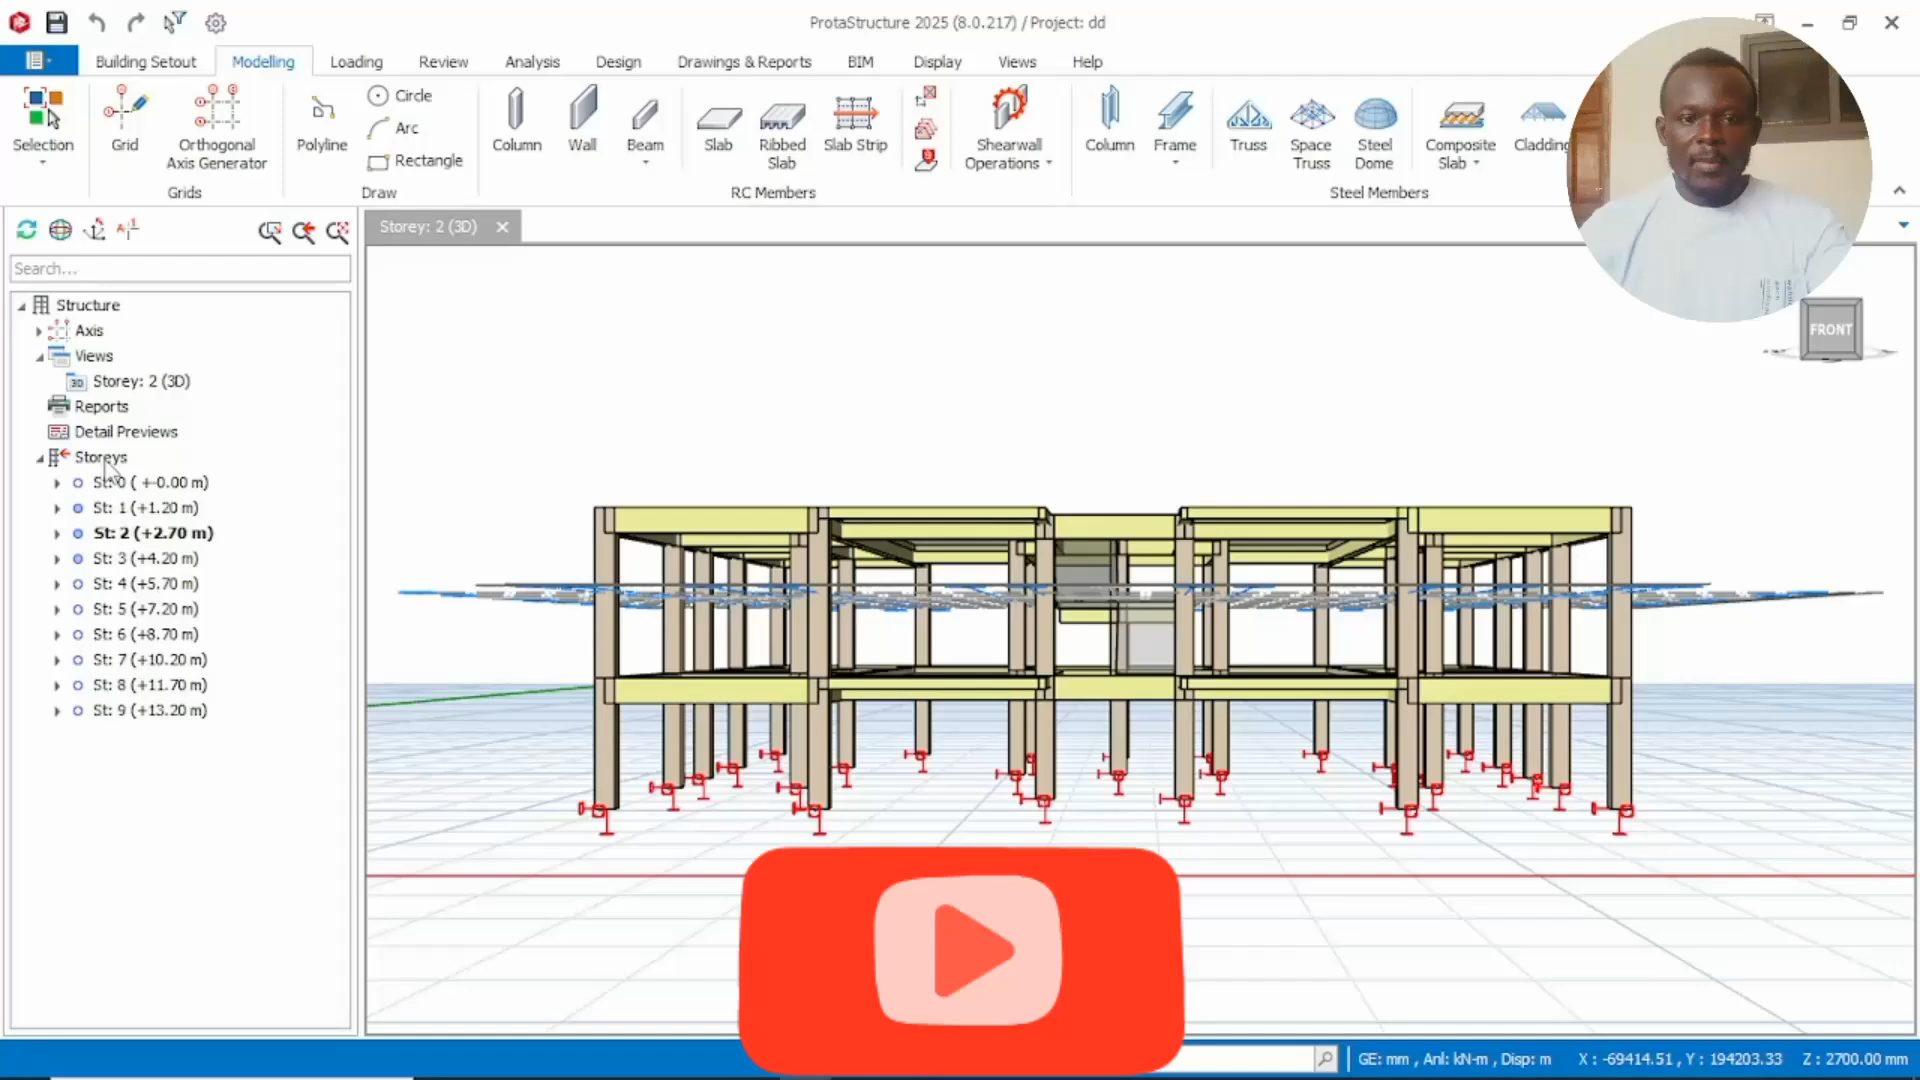 ProtaStructure 2025 (8.0.217) / Project: dd
Building Setout Modelling Loading Review Analysis Design Drawings & Reports BIM Display Views Help
Selection
Grid
Orthogonal
Axis Generator
Grids
Polyline
Circle
Arc
Rectangle
Draw
Column
Wall
Beam
Slab
Ribbed
Slab
Slab Strip
Shearwall
Operations
RC Members
Column
Frame
Truss
Space
Truss
Steel
Dome
Composite
Slab
Cladding
Steel Members
Storey: 2 (3D)
Search...
Structure
Axis
Views
Storey: 2 (3D)
Reports
Detail Previews
Storeys
St: 0 ( +-0.00 m)
St: 1 (+1.20 m)
St: 2 (+2.70 m)
St: 3 (+4.20 m)
St: 4 (+5.70 m)
St: 5 (+7.20 m)
St: 6 (+8.70 m)
St: 7 (+10.20 m)
St: 8 (+11.70 m)
St: 9 (+13.20 m)
FRONT
GE: mm , Anl: kN-m , Disp: m X : -69414.51 , Y : 194203.33 Z : 2700.00 mm